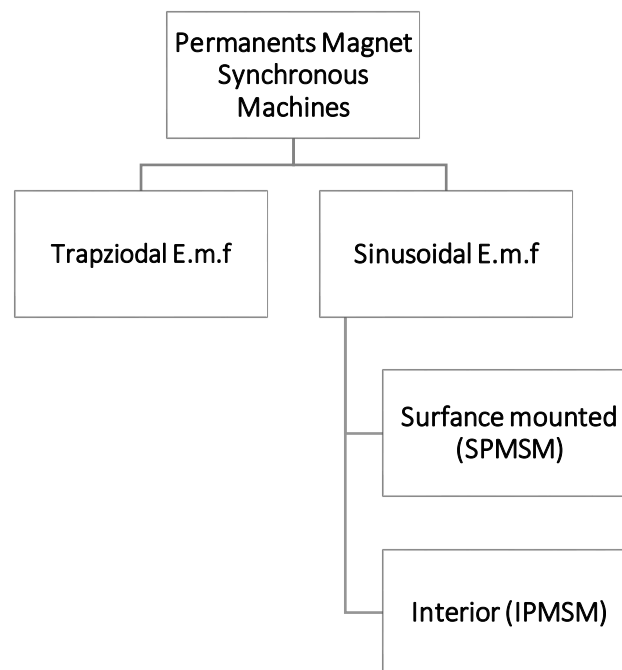 Permanents Magnet
Synchronous
Machines
Trapziodal E.m.f
Sinusoidal E.m.f
Surfance mounted
(SPMSM)
Interior (IPMSM)